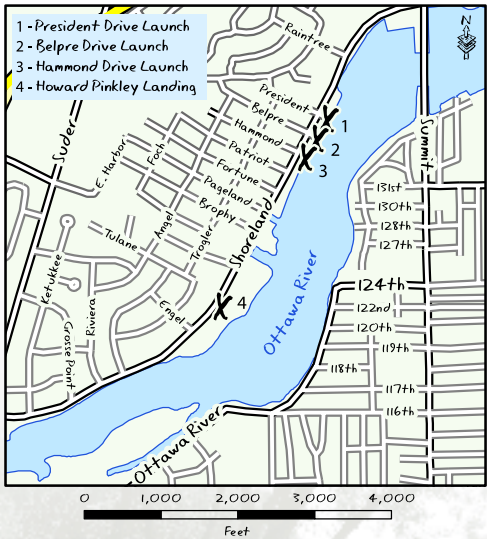 1 - President Drive Launch
2 - Belpre Drive Launch
3 - Hammond Drive Launch
4 - Howard Pinkley Landing
N
Raintree
President
Belpre
Hammond
Patriot
Fortune
Pageland
Brophy
1
2
3
4
Suder
E. Harbor
Foch
Angel
Trogler
Shoreland
Summit
Tulane
Ketukkee
Riviera
Grosse Point
Engel
131st
130th
128th
127th
124th
122nd
120th
119th
118th
117th
116th
Ottawa River
Ottawa River
0 1,000 2,000 3,000 4,000
Feet